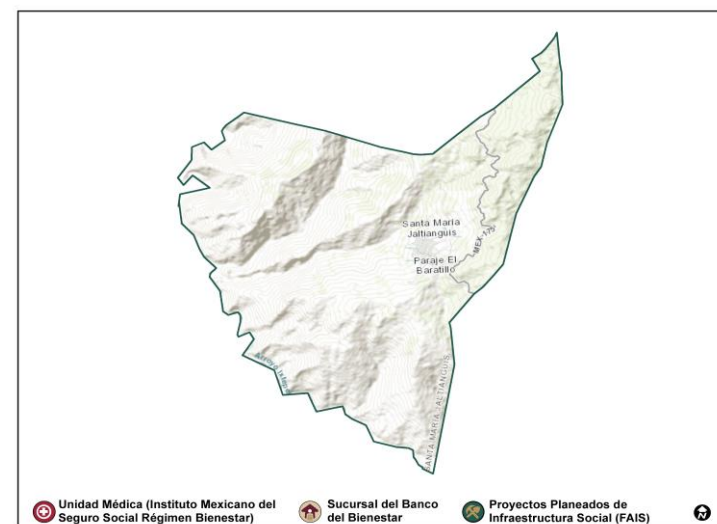 Santa María
Jaltianguis
MEX-175
Paraje El
Baratillo
SANTA MARÍA JALTIANGUIS
Unidad Médica (Instituto Mexicano del
Seguro Social Régimen Bienestar)
Sucursal del Banco
del Bienestar
Proyectos Planeados de
Infraestructura Social (FAIS)